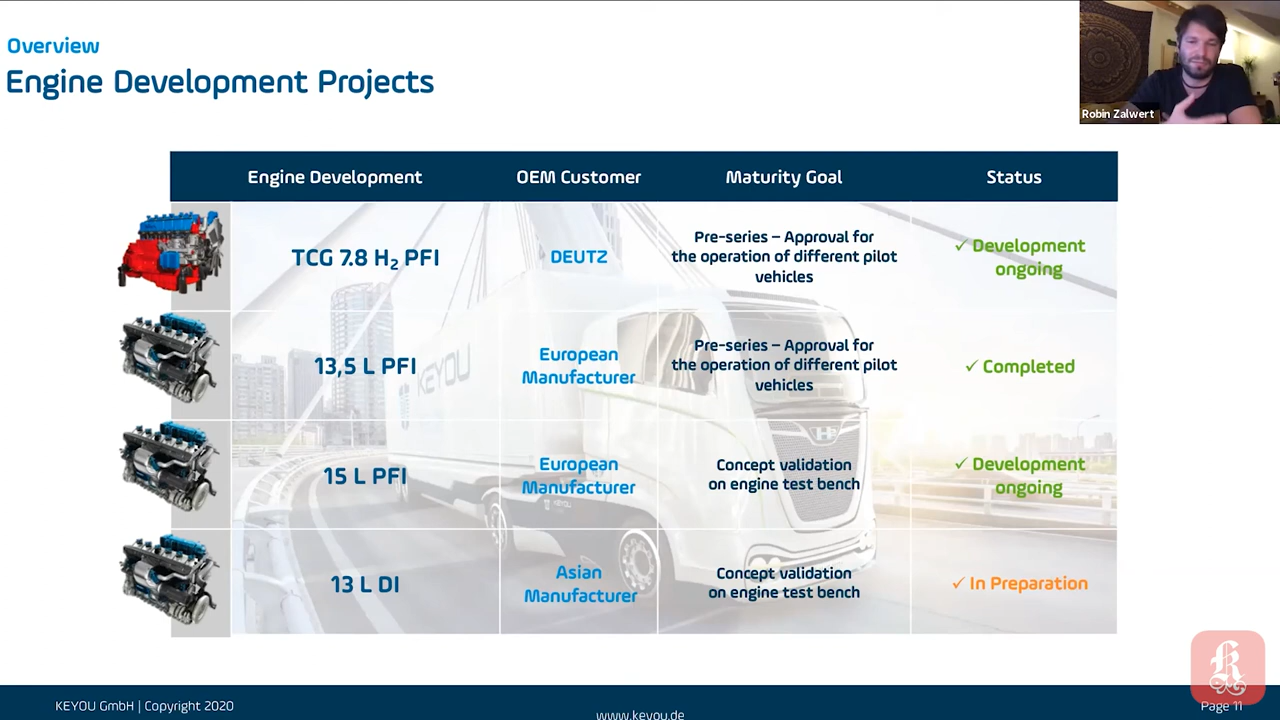 Overview
Engine Development Projects
Robin Zalwert
Engine Development
OEM Customer
Maturity Goal
Status
TCG 7.8 H₂ PFI
DEUTZ
Pre-series – Approval for
the operation of different pilot
vehicles
✓ Development
ongoing
13,5 L PFI
European
Manufacturer
Pre-series – Approval for
the operation of different pilot
vehicles
✓ Completed
15 L PFI
European
Manufacturer
Concept validation
on engine test bench
✓ Development
ongoing
13 L DI
Asian
Manufacturer
Concept validation
on engine test bench
✓ In Preparation
KEYOU
H2
KEYOU GmbH | Copyright 2020
www.keyou.de
Page 11